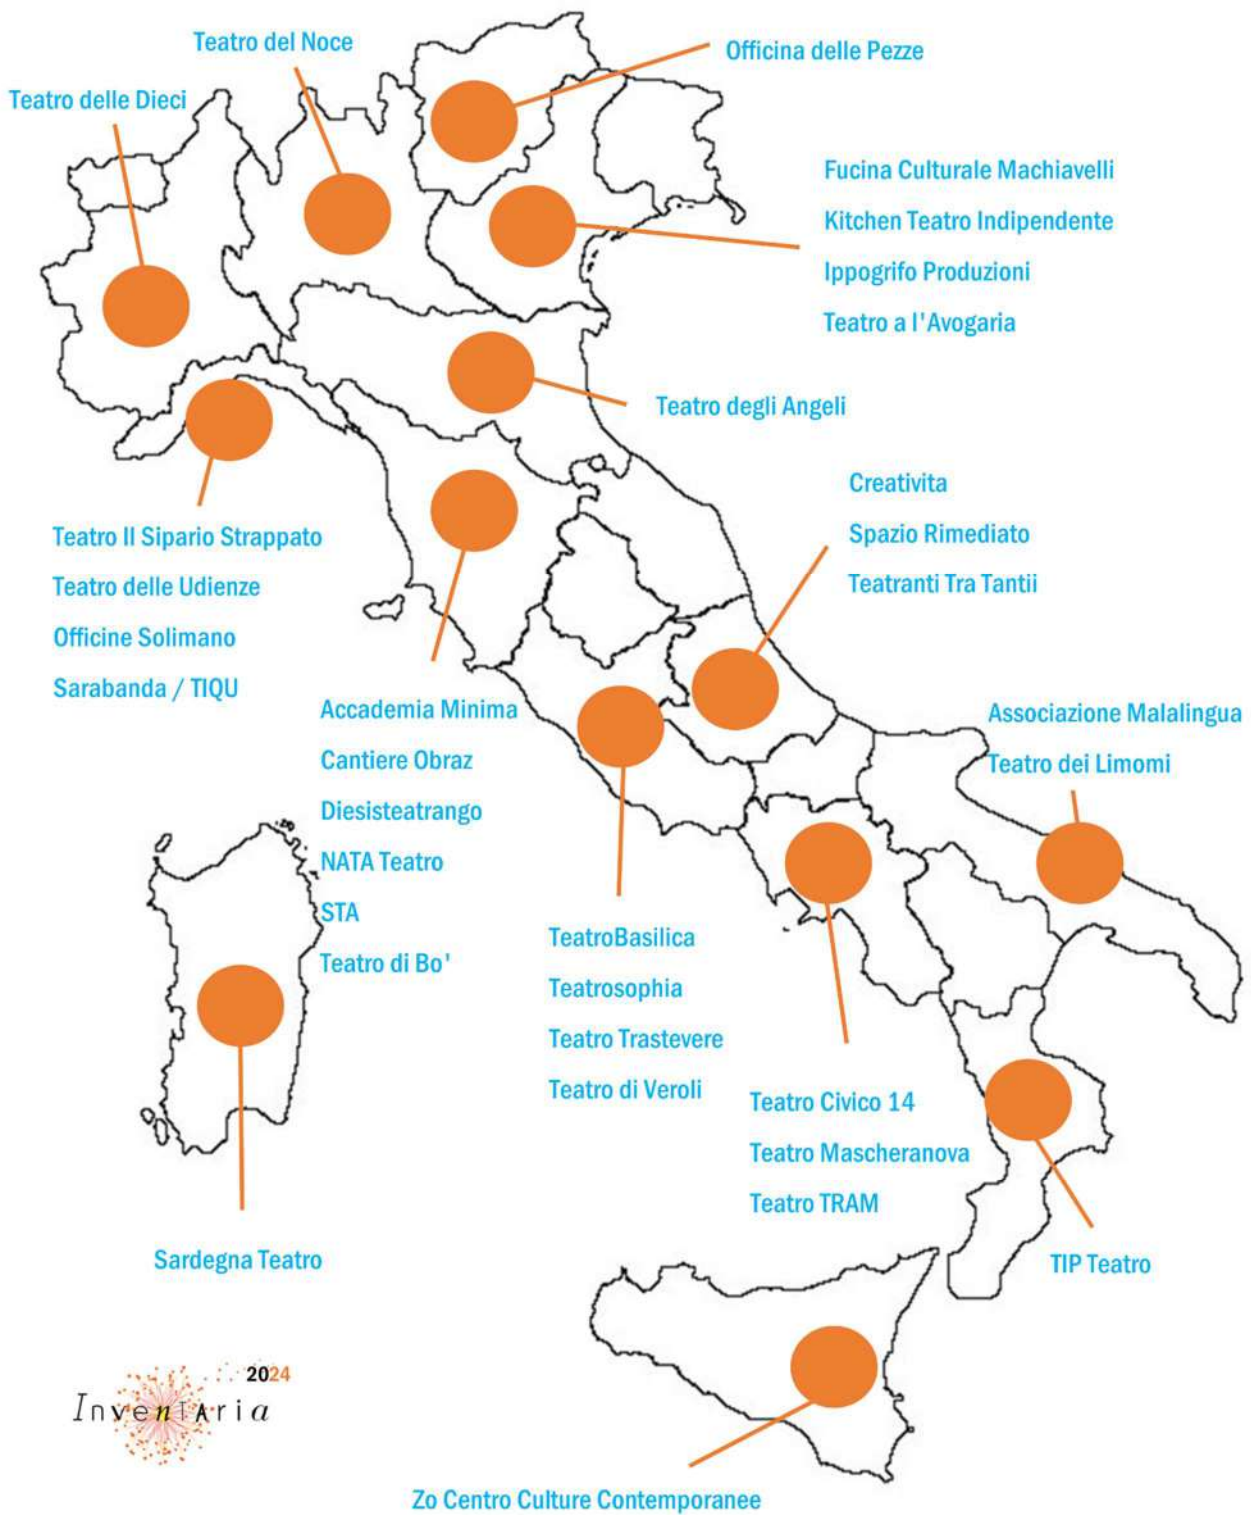 Teatro del Noce
Officina delle Pezze
Teatro delle Dieci
Fucina Culturale Machiavelli
Kitchen Teatro Indipendente
Ippogrifo Produzioni
Teatro a l'Avogaria
Teatro degli Angeli
Creativita
Spazio Rimediato
Teatranti Tra Tantii
Teatro Il Sipario Strappato
Teatro delle Udienze
Officine Solimano
Sarabanda / TIQU
Accademia Minima
Cantiere Obraz
Diesisteatrango
NATA Teatro
STA
Teatro di Bo'
Associazione Malalingua
Teatro dei Limomi
TeatroBasilica
Teatrosophia
Teatro Trastevere
Teatro di Veroli
Teatro Civico 14
Teatro Mascheranova
Teatro TRAM
Sardegna Teatro
TIP Teatro
2024
InvenTAria
Zo Centro Culture Contemporanee